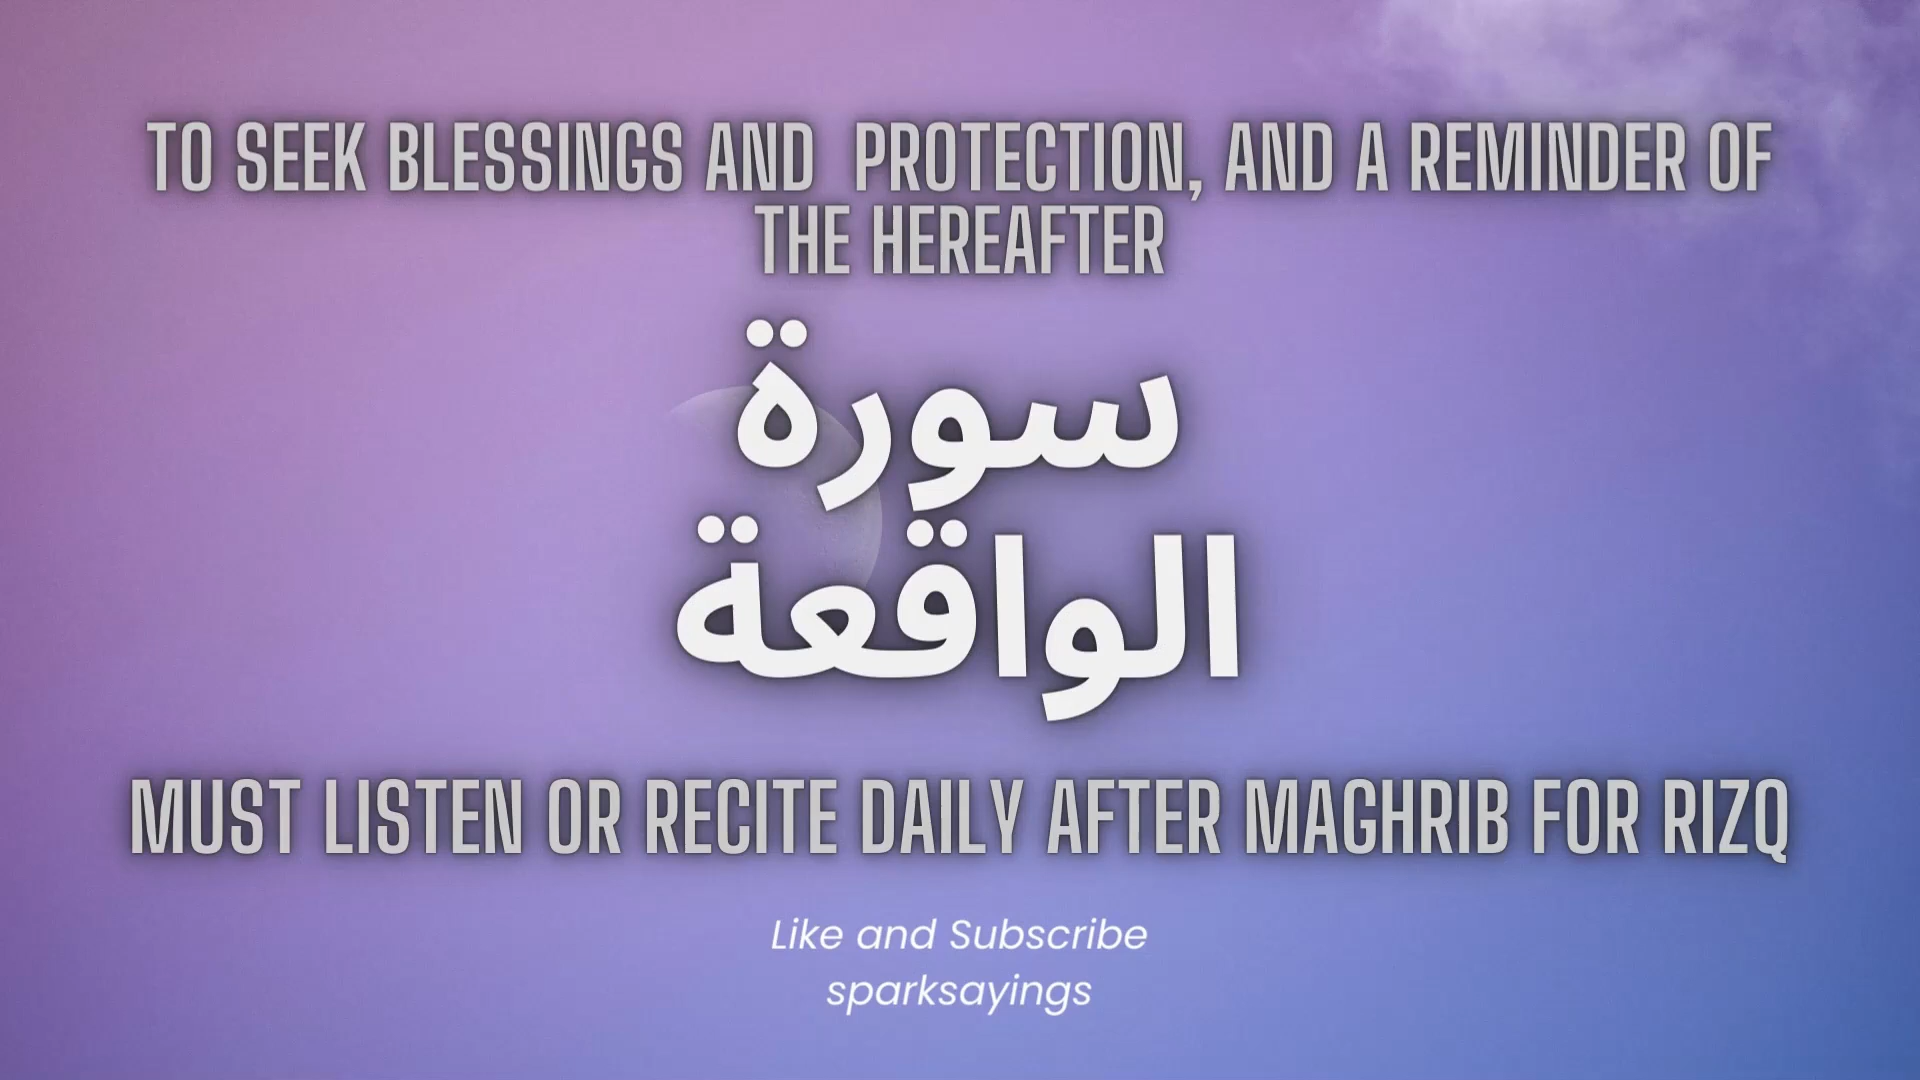 TO SEEK BLESSINGS AND PROTECTION, AND A REMINDER OF
THE HEREAFTER
سورة
الواقعة
MUST LISTEN OR RECITE DAILY AFTER MAGHRIB FOR RIZQ
Like and Subscribe
sparksayings